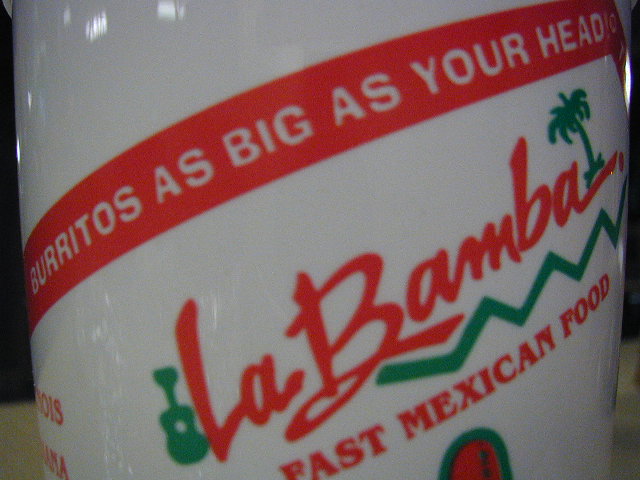 BURRITOS AS BIG AS YOUR HEAD!©
La Bamba
FAST MEXICAN FOOD